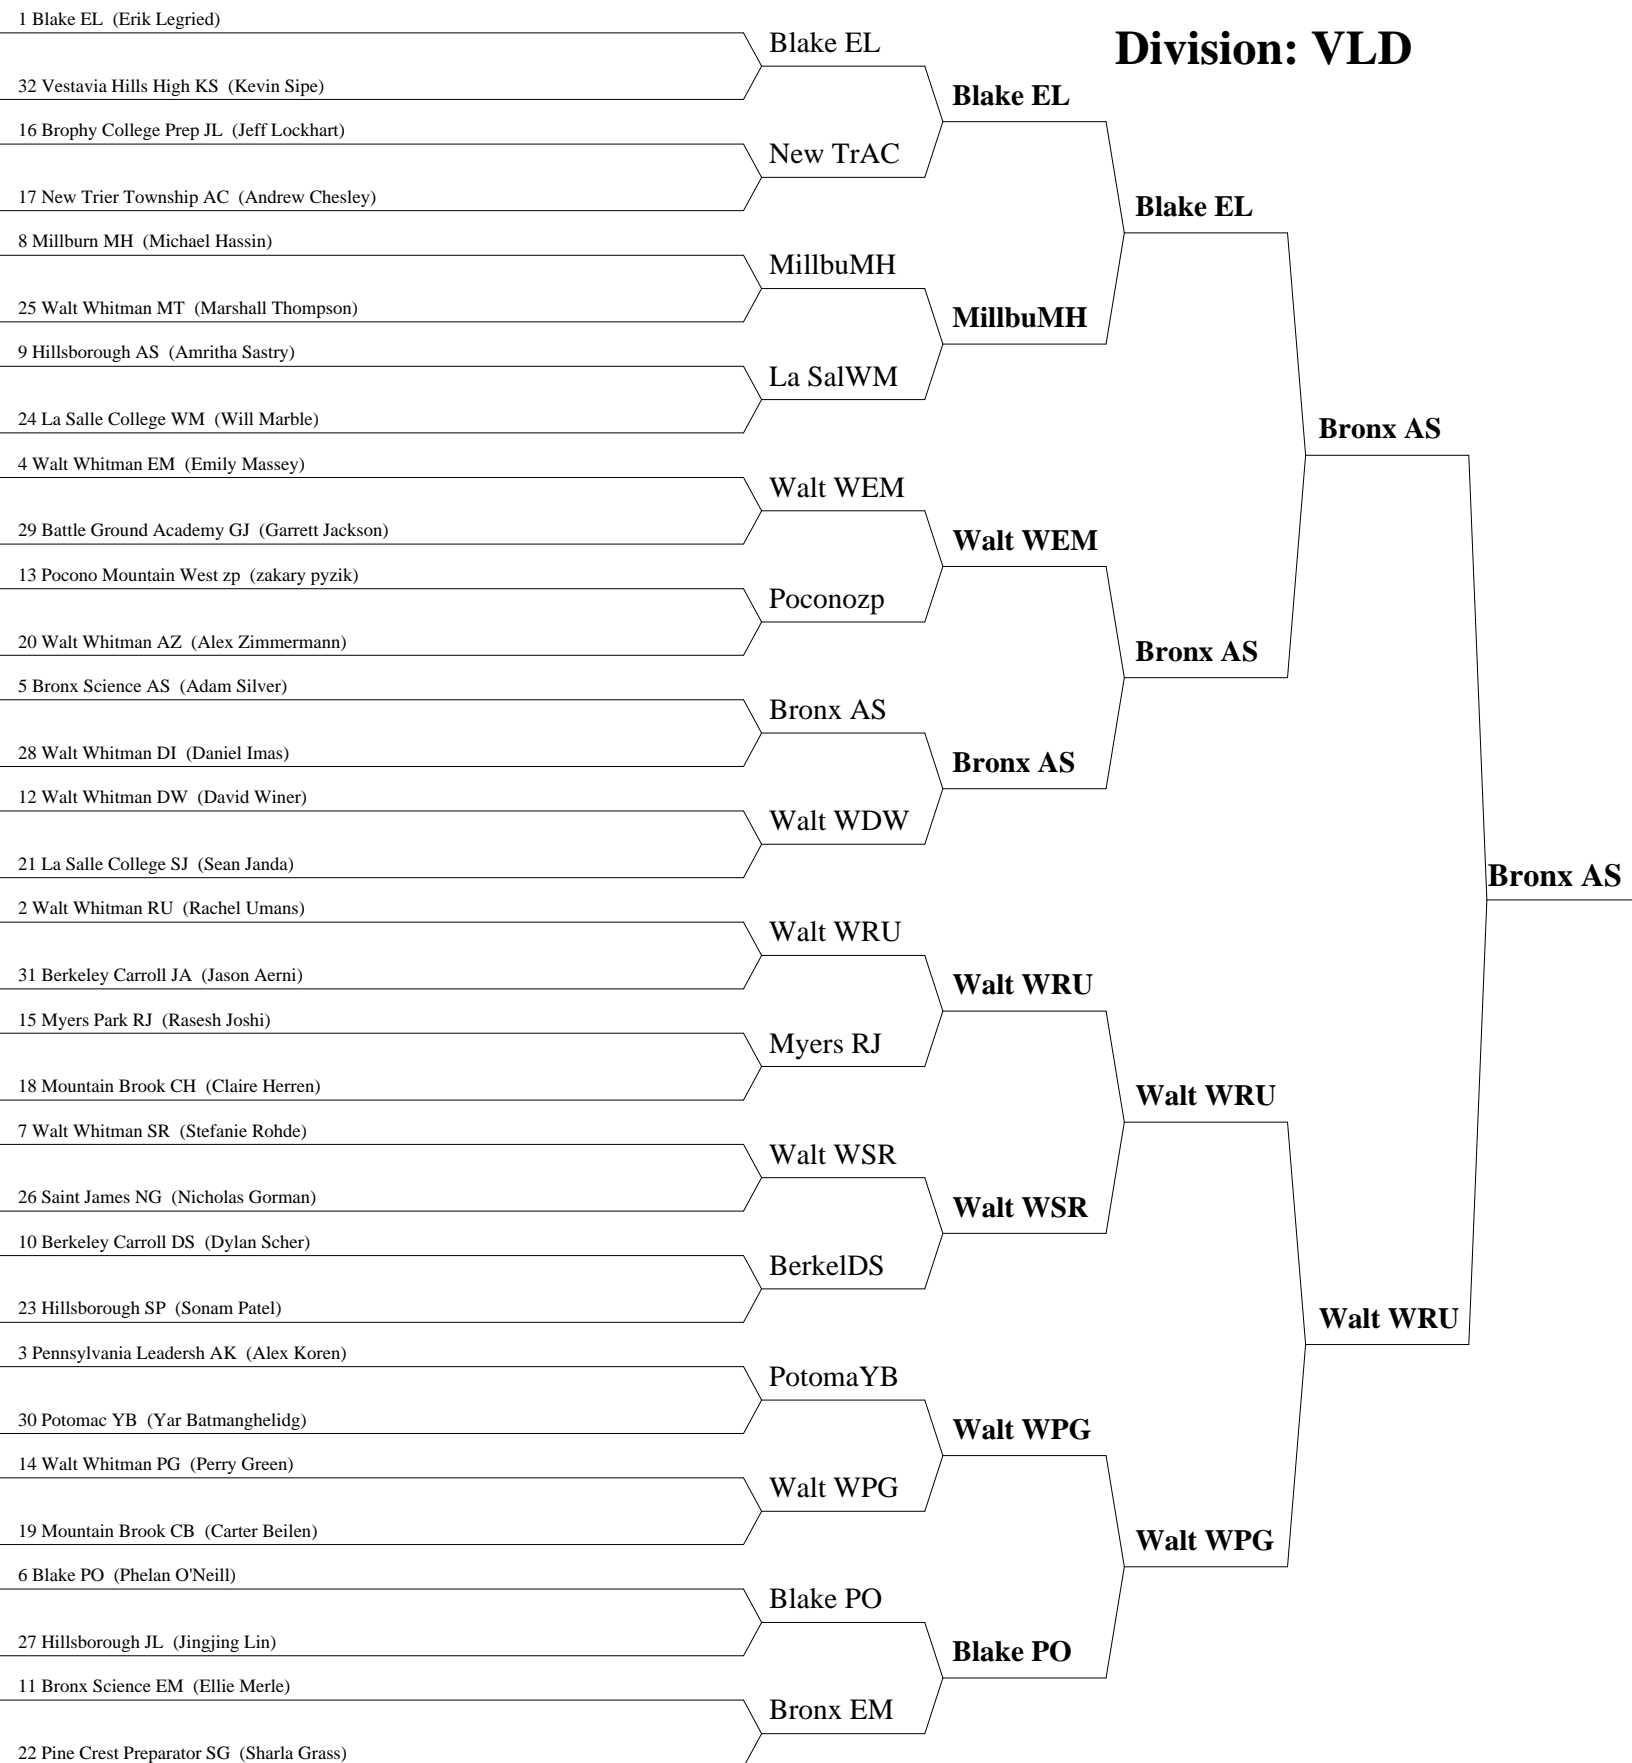 Division: VLD
1 Blake EL (Erik Legried)
Blake EL
32 Vestavia Hills High KS (Kevin Sipe)
Blake EL
16 Brophy College Prep JL (Jeff Lockhart)
New TrAC
17 New Trier Township AC (Andrew Chesley)
Blake EL
8 Millburn MH (Michael Hassin)
MillbuMH
25 Walt Whitman MT (Marshall Thompson)
MillbuMH
9 Hillsborough AS (Amritha Sastry)
La SalWM
24 La Salle College WM (Will Marble)
Bronx AS
4 Walt Whitman EM (Emily Massey)
Walt WEM
29 Battle Ground Academy GJ (Garrett Jackson)
Walt WEM
13 Pocono Mountain West zp (zakary pyzik)
Poconozp
20 Walt Whitman AZ (Alex Zimmermann)
Bronx AS
5 Bronx Science AS (Adam Silver)
Bronx AS
28 Walt Whitman DI (Daniel Imas)
Bronx AS
12 Walt Whitman DW (David Winer)
Walt WDW
21 La Salle College SJ (Sean Janda)
Bronx AS
2 Walt Whitman RU (Rachel Umans)
Walt WRU
31 Berkeley Carroll JA (Jason Aerni)
Walt WRU
15 Myers Park RJ (Rasesh Joshi)
Myers RJ
18 Mountain Brook CH (Claire Herren)
Walt WRU
7 Walt Whitman SR (Stefanie Rohde)
Walt WSR
26 Saint James NG (Nicholas Gorman)
Walt WSR
10 Berkeley Carroll DS (Dylan Scher)
BerkelDS
23 Hillsborough SP (Sonam Patel)
Walt WRU
3 Pennsylvania Leadersh AK (Alex Koren)
PotomaYB
30 Potomac YB (Yar Batmanghelidg)
Walt WPG
14 Walt Whitman PG (Perry Green)
Walt WPG
19 Mountain Brook CB (Carter Beilen)
Walt WPG
6 Blake PO (Phelan O'Neill)
Blake PO
27 Hillsborough JL (Jingjing Lin)
Blake PO
11 Bronx Science EM (Ellie Merle)
Bronx EM
22 Pine Crest Preparator SG (Sharla Grass)